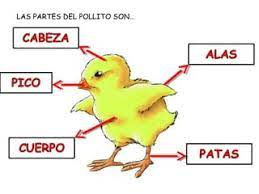 LAS PARTES DEL POLLITO SON...
CABEZA
ALAS
PICO
CUERPO
PATAS